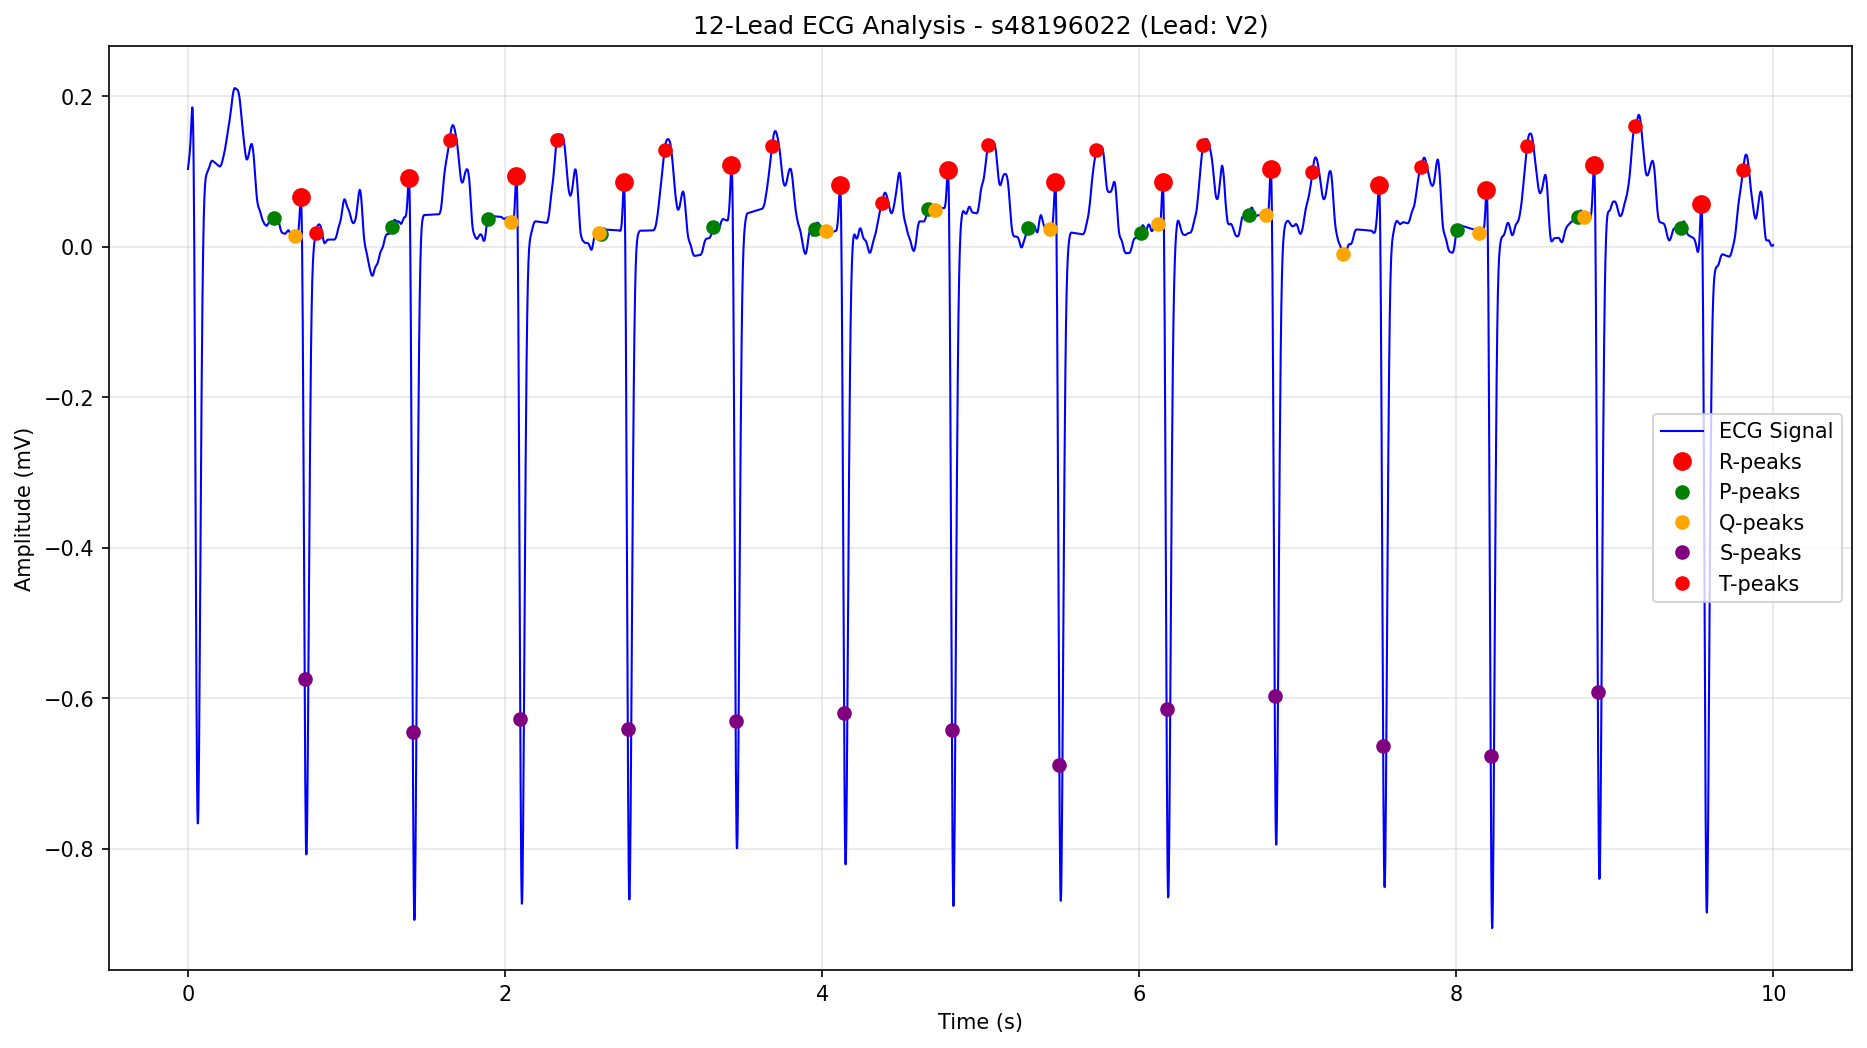 12-Lead ECG Analysis - s48196022 (Lead: V2)
Amplitude (mV)
0.2
0.0
−0.2
−0.4
−0.6
−0.8
ECG Signal
R-peaks
P-peaks
Q-peaks
S-peaks
T-peaks
0 2 4 6 8 10
Time (s)